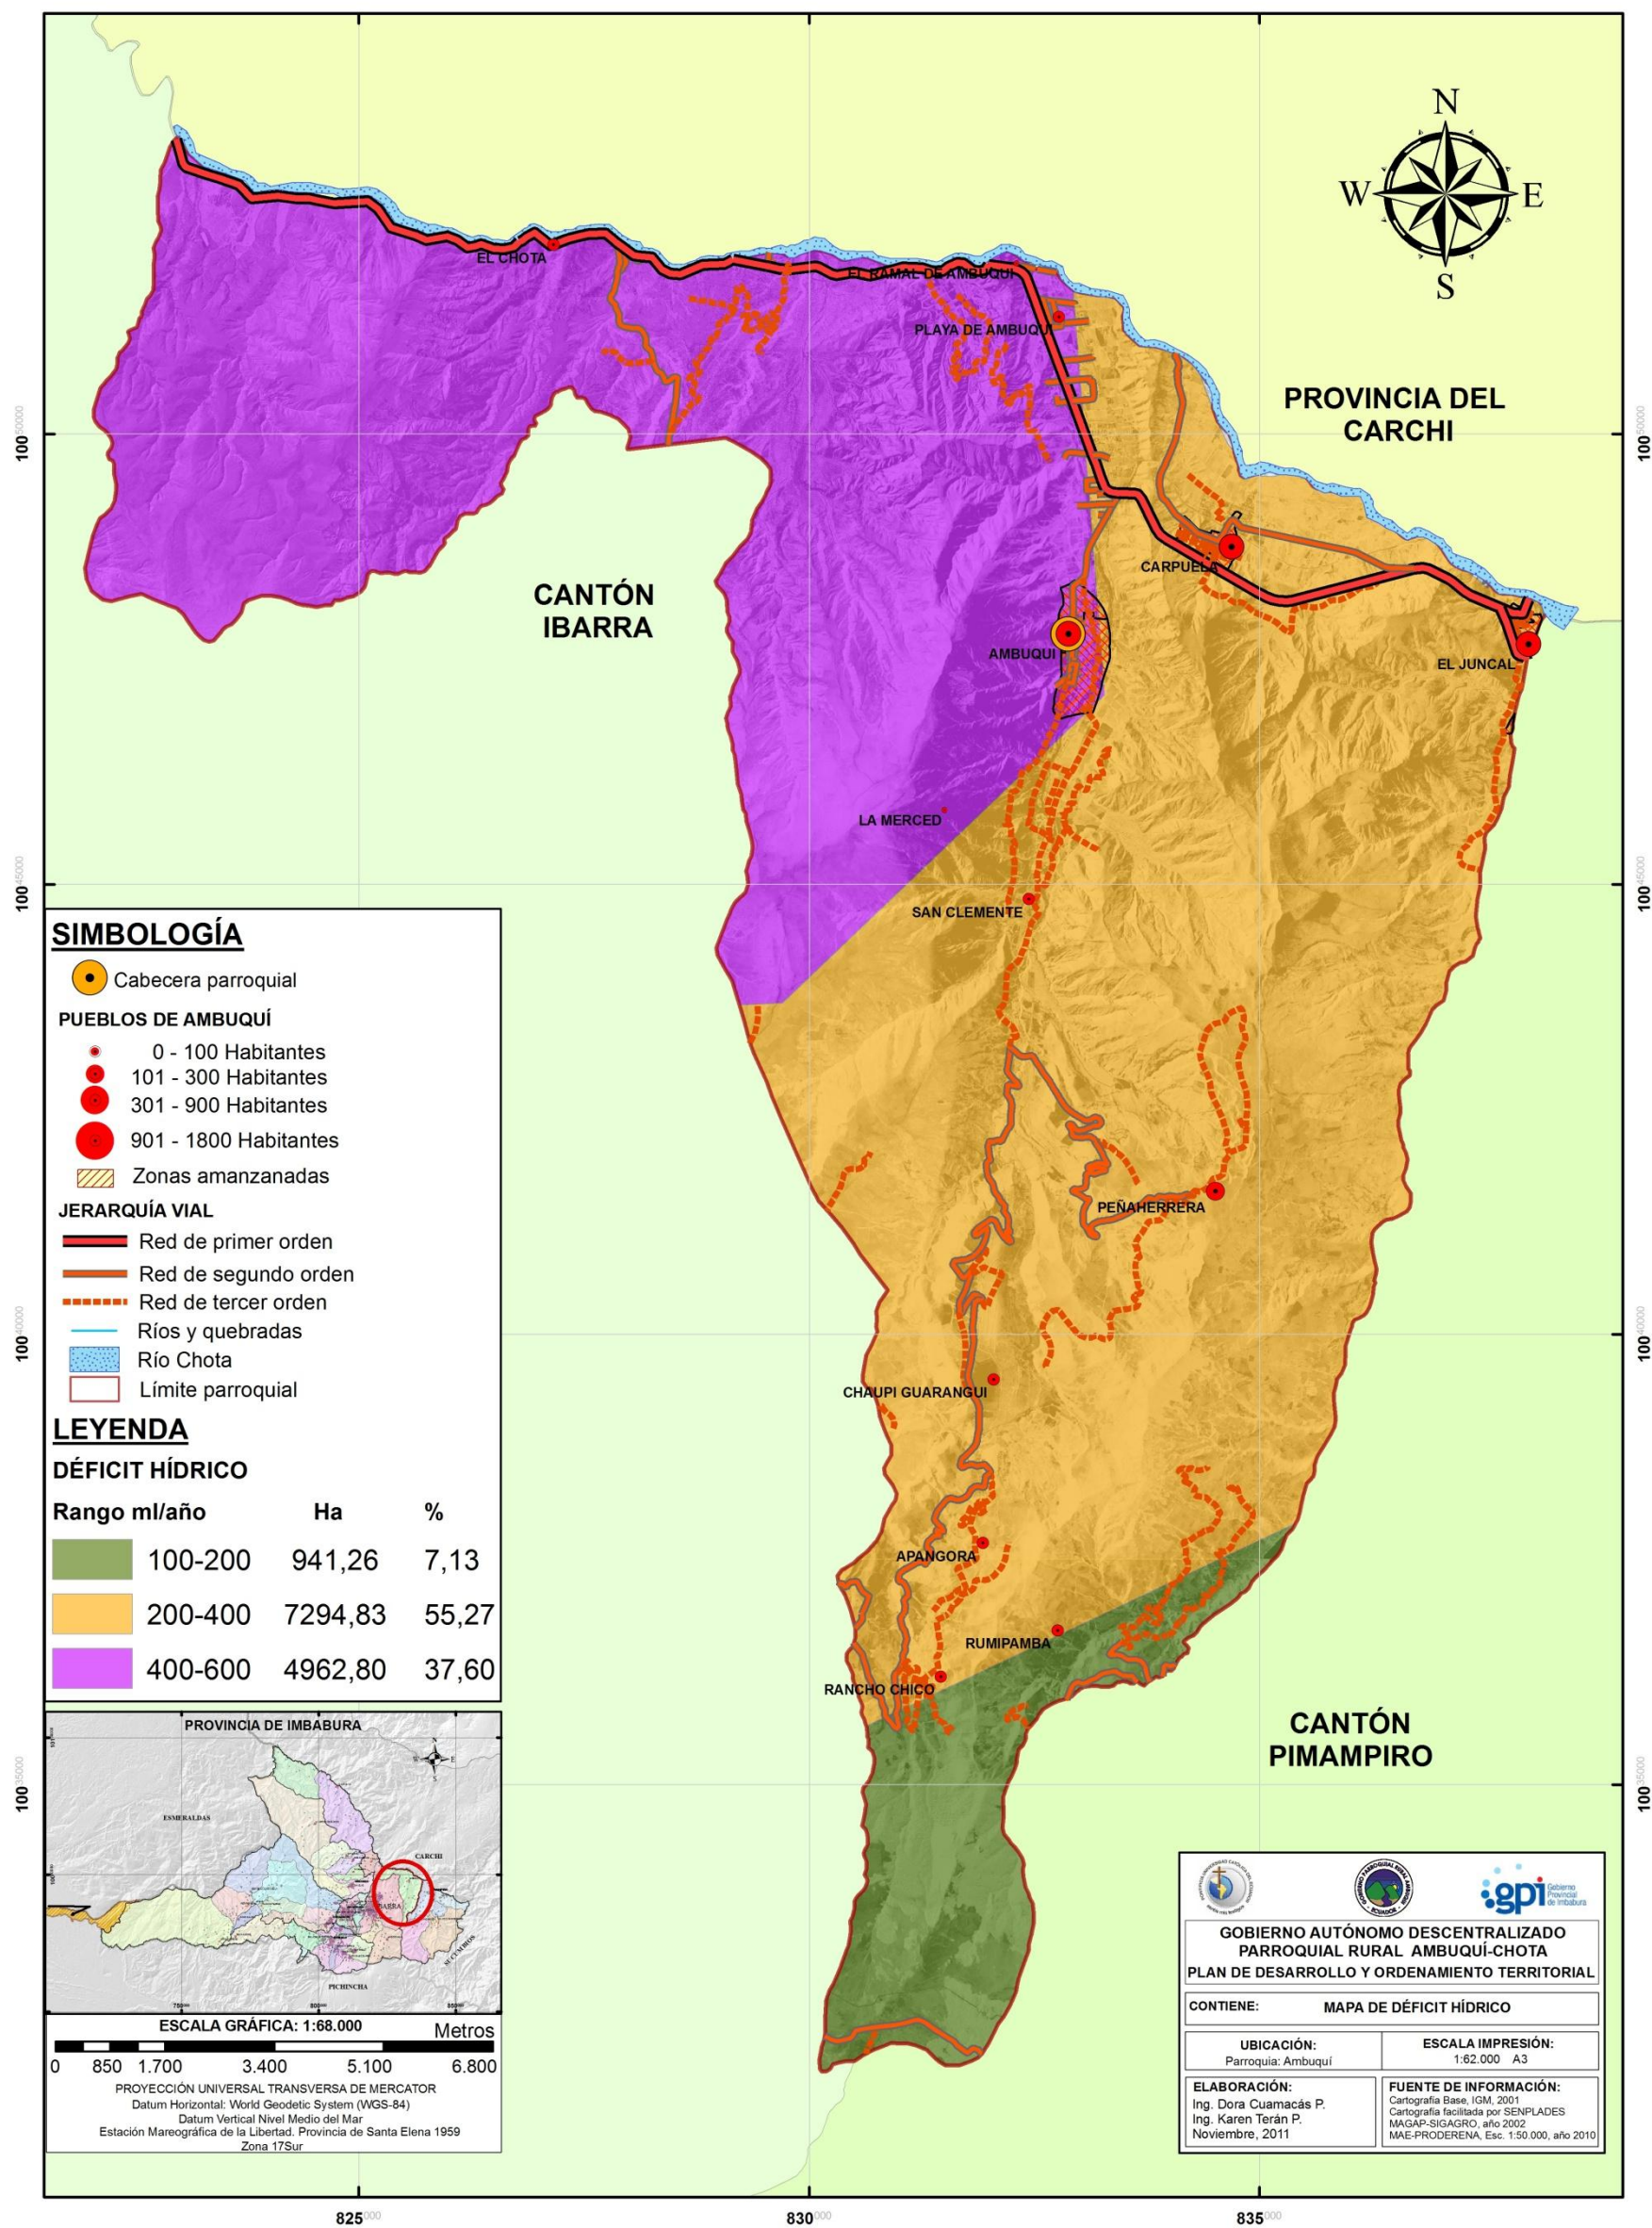 N
W
E
S
EL CHOTA
EL RAMAL DE AMBUQUI
PLAYA DE AMBUQUI
PROVINCIA DEL
CARCHI
CARPUELA
CANTÓN
IBARRA
AMBUQUI
EL JUNCAL
LA MERCED
SAN CLEMENTE
PEÑAHERRERA
CHAUPI GUARANGUI
APANGORA
RUMIPAMBA
RANCHO CHICO
CANTÓN
PIMAMPIRO
10050000
10050000
10045000
10045000
10040000
10040000
10035000
10035000
825000
830000
835000
SIMBOLOGÍA
Cabecera parroquial
PUEBLOS DE AMBUQUÍ
0 - 100 Habitantes
101 - 300 Habitantes
301 - 900 Habitantes
901 - 1800 Habitantes
Zonas amanzanadas
JERARQUÍA VIAL
Red de primer orden
Red de segundo orden
Red de tercer orden
Ríos y quebradas
Río Chota
Límite parroquial
LEYENDA
DÉFICIT HÍDRICO
Rango ml/año Ha %
100-200 941,26 7,13
200-400 7294,83 55,27
400-600 4962,80 37,60
PROVINCIA DE IMBABURA
ESMERALDAS
CARCHI
IBARRA
SUCUMBIOS
PICHINCHA
ESCALA GRÁFICA: 1:68.000
Metros
0 850 1.700 3.400 5.100 6.800
PROYECCIÓN UNIVERSAL TRANSVERSA DE MERCATOR
Datum Horizontal: World Geodetic System (WGS-84)
Datum Vertical Nivel Medio del Mar
Estación Mareográfica de la Libertad. Provincia de Santa Elena 1959
Zona 17Sur
gpi Gobierno
Provincial
de Imbabura
GOBIERNO AUTÓNOMO DESCENTRALIZADO
PARROQUIAL RURAL AMBUQUÍ-CHOTA
PLAN DE DESARROLLO Y ORDENAMIENTO TERRITORIAL
CONTIENE: MAPA DE DÉFICIT HÍDRICO
UBICACIÓN:
Parroquia: Ambuquí
ESCALA IMPRESIÓN:
1:62.000 A3
ELABORACIÓN:
Ing. Dora Cuamacás P.
Ing. Karen Terán P.
Noviembre, 2011
FUENTE DE INFORMACIÓN:
Cartografía Base, IGM, 2001
Cartografía facilitada por SENPLADES
MAGAP-SIGAGRO, año 2002
MAE-PRODERENA, Esc. 1:50.000, año 2010